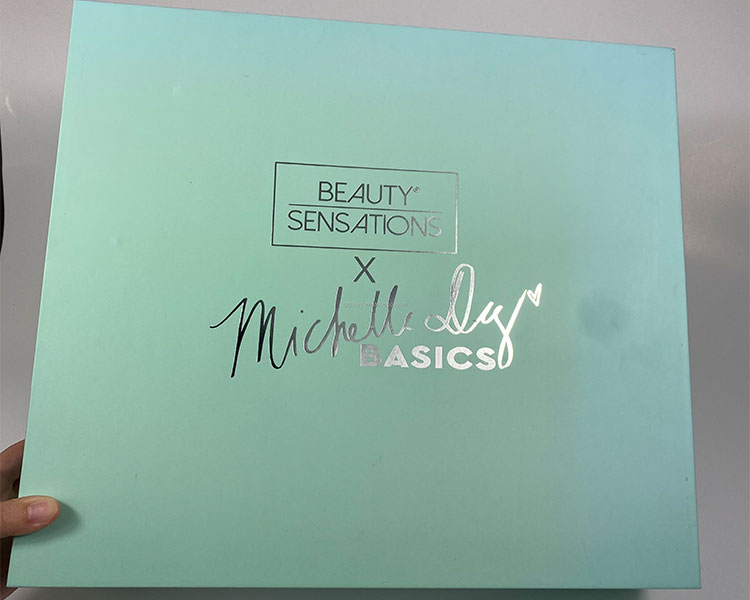 BEAUTY®
SENSATIONS
X
Michelle Dy
BASICS